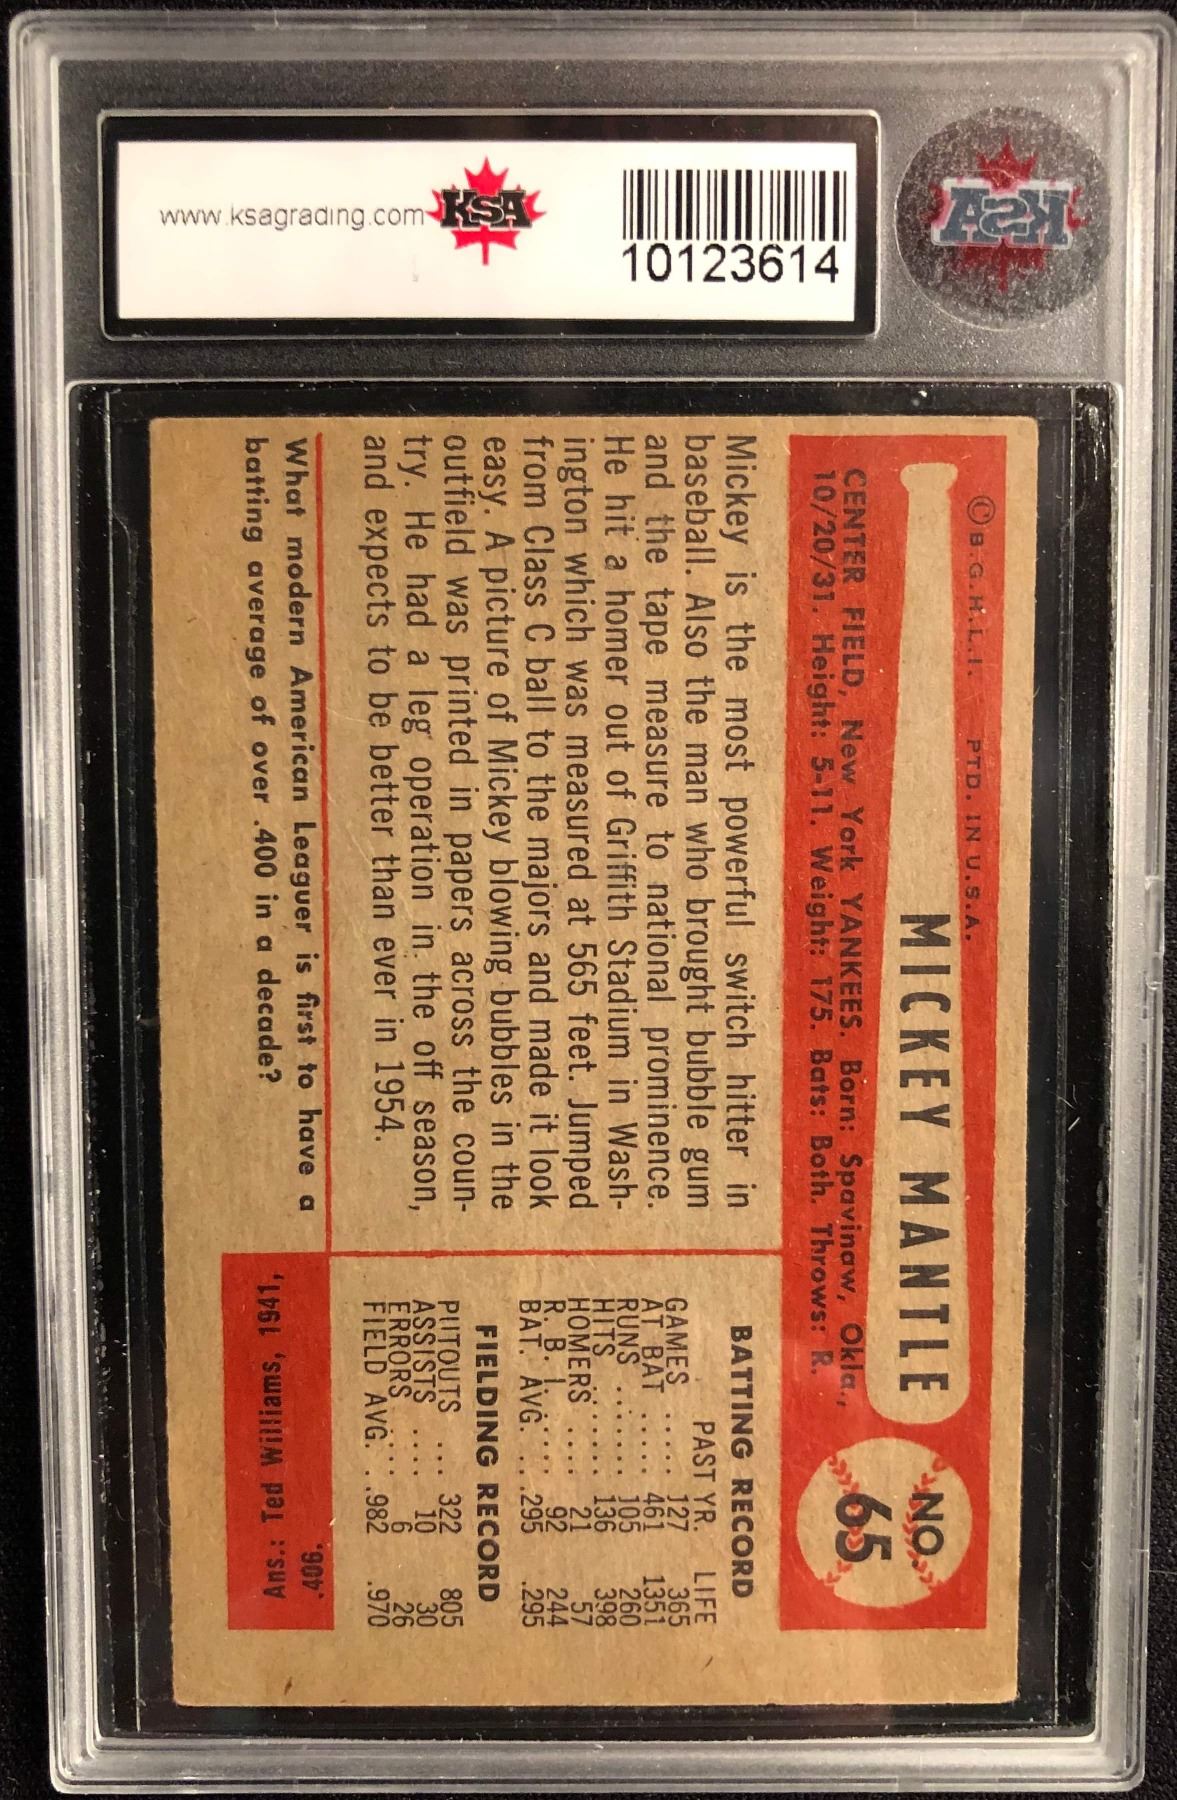 KSA
www.ksagrading.com
KSA
10123614
© B.G.H.L.I. PTD. IN U.S.A.
MICKEY MANTLE
NO.
65
CENTER FIELD, New York YANKEES. Born: Spavinaw, Okla.,
10/20/31. Height: 5-11. Weight: 175. Bats: Both. Throws: R.
Mickey is the most powerful switch hitter in
baseball. Also the man who brought bubble gum
and the tape measure to national prominence.
He hit a homer out of Griffith Stadium in Wash-
ington which was measured at 565 feet. Jumped
from Class C ball to the majors and made it look
easy. A picture of Mickey blowing bubbles in the
outfield was printed in papers across the coun-
try. He had a leg operation in the off season,
and expects to be better than ever in 1954.
BATTING RECORD
PAST YR. LIFE
GAMES ..... 127 365
AT BAT ..... 461 1351
RUNS ...... 105 260
HITS ...... 136 398
HOMERS .... 21 57
R. B. I. .... 92 244
BAT. AVG. .. .295 .295
FIELDING RECORD
PUTOUTS ... 322 805
ASSISTS .... 10 30
ERRORS .... 6 26
FIELD AVG. . .982 .970
What modern American Leaguer is first to have a
batting average of over .400 in a decade?
Ans.: Ted Williams, 1941,
.406.